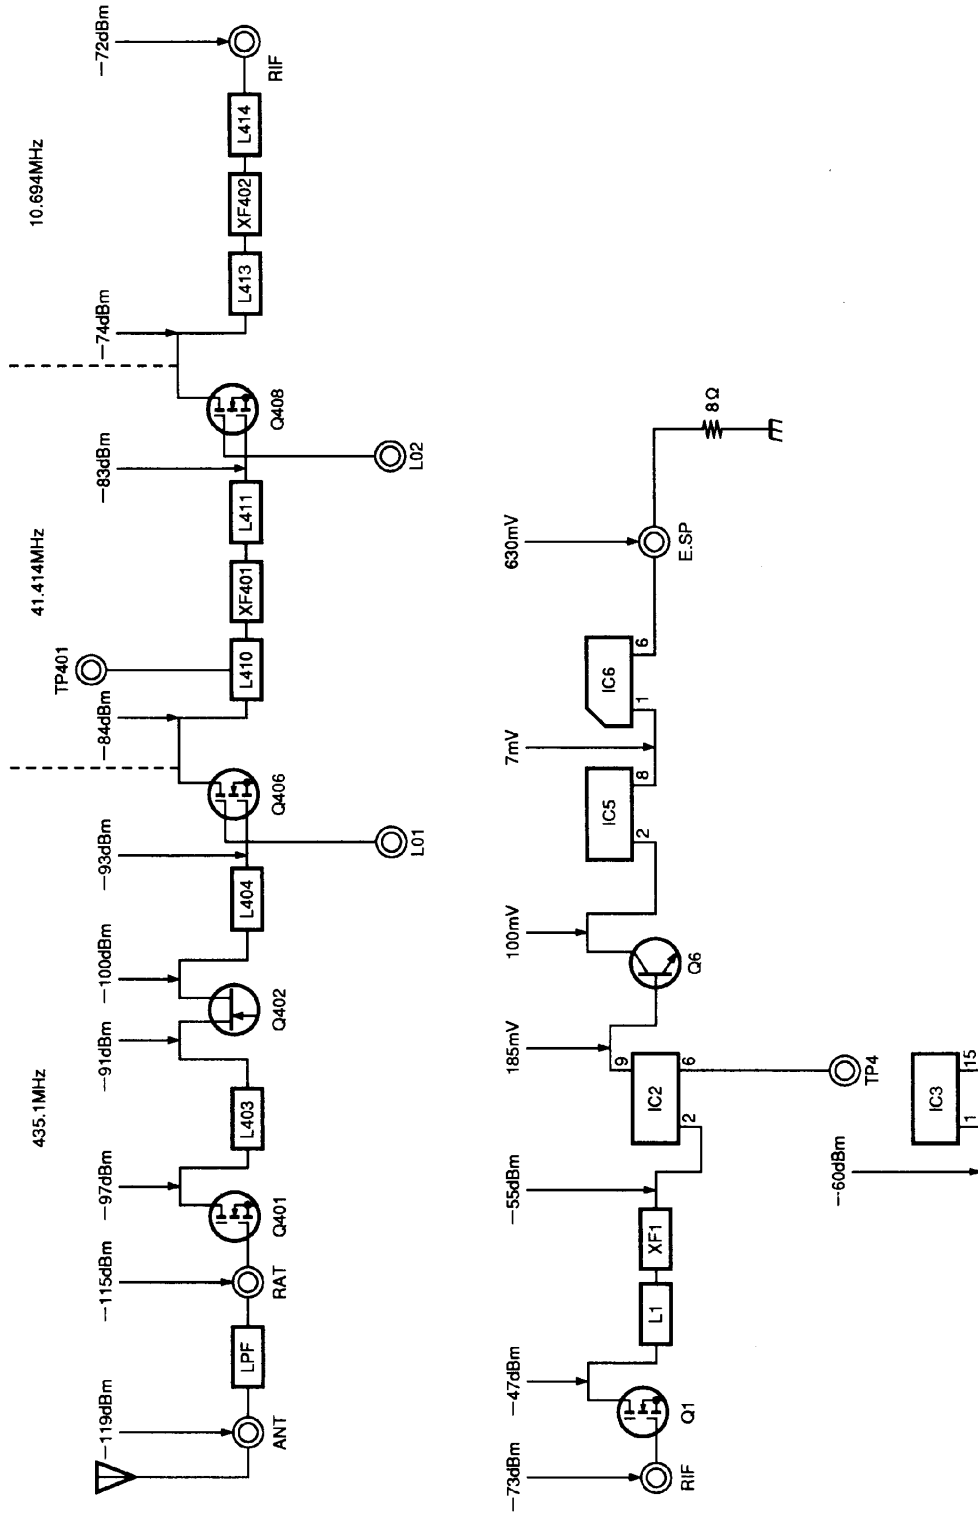 435.1MHz
41.414MHz
10.694MHz
TP401
—119dBm
—115dBm
—97dBm
—91dBm
—100dBm
—93dBm
—84dBm
—83dBm
—74dBm
—72dBm
LPF
L403
L404
L410
XF401
L411
L413
XF402
L414
ANT
RAT
Q401
Q402
Q406
Q408
RIF
L01
L02
—73dBm
—47dBm
—55dBm
185mV
100mV
7mV
630mV
L1
XF1
IC2
9
6
2
IC5
2
8
IC6
1
6
8Ω
RIF
Q1
Q6
E.SP
TP4
—60dBm
IC3
1
15